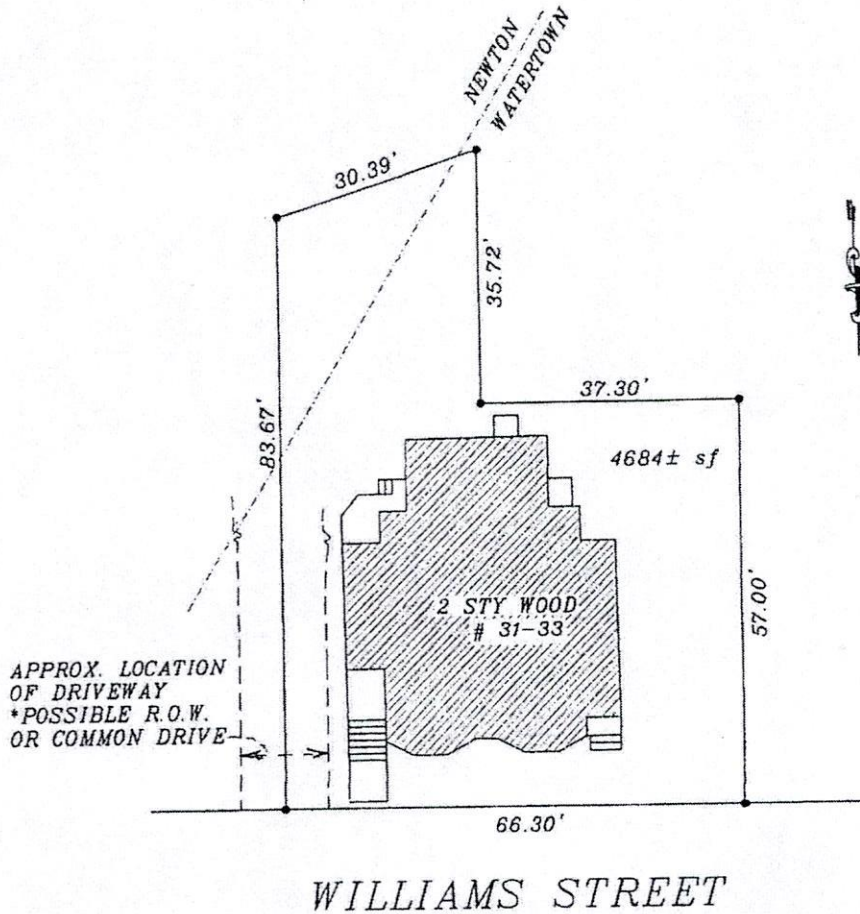 NEWTON
WATERTOWN
30.39'
35.72'
83.67'
37.30'
4684± sf
57.00'
2 STY WOOD
# 31-33
APPROX. LOCATION
OF DRIVEWAY
*POSSIBLE R.O.W.
OR COMMON DRIVE
66.30'
WILLIAMS STREET